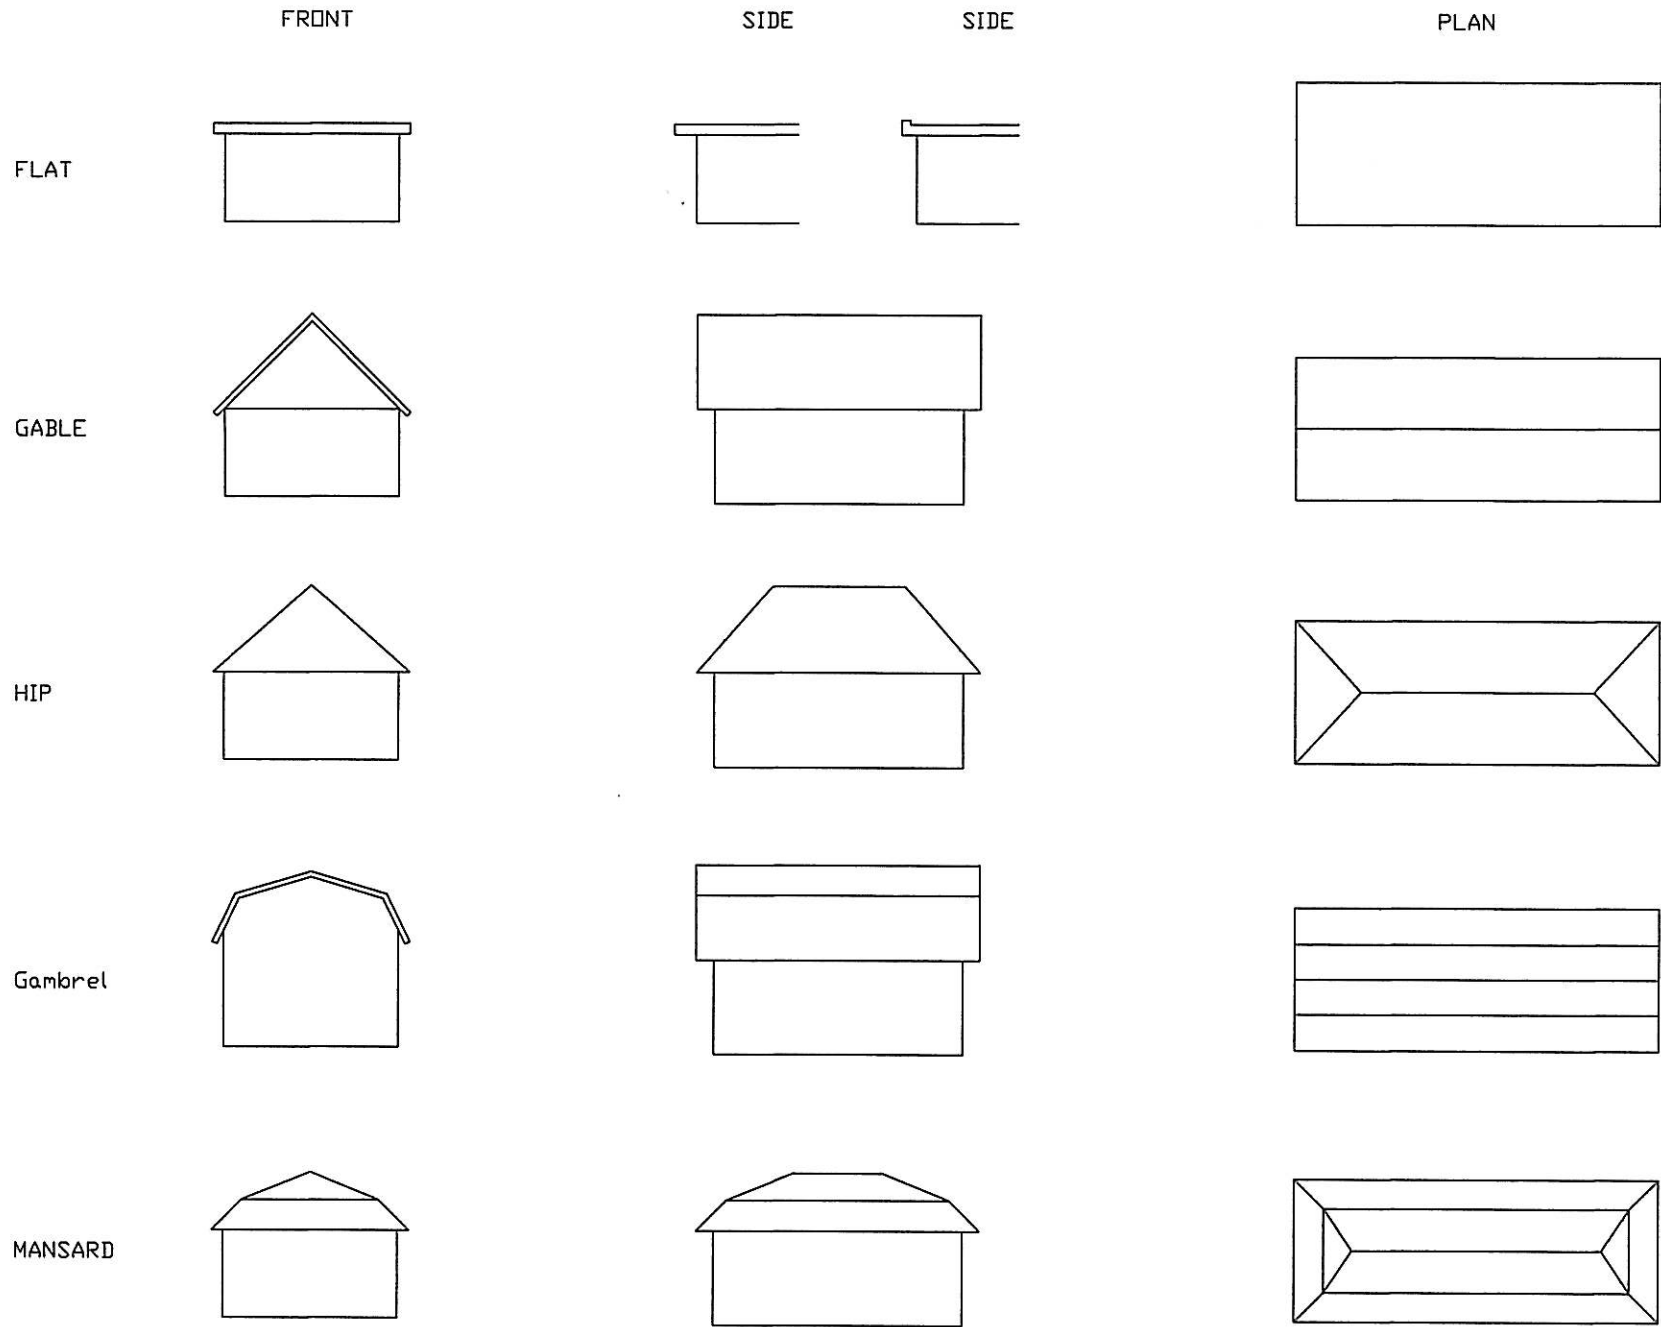 FRONT SIDE SIDE PLAN
FLAT
GABLE
HIP
Gambrel
MANSARD